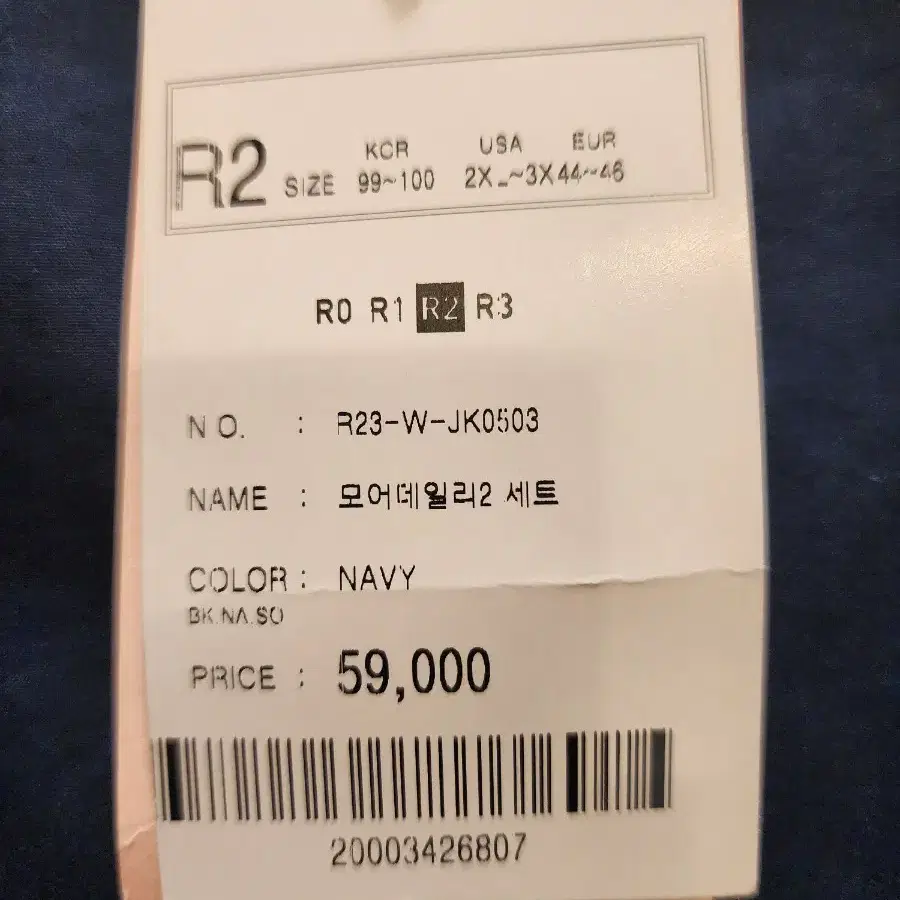 R2 SIZE KOR 99~100 USA 2XL~3X EUR 44~46
R0 R1 R2 R3
NO. : R23-W-JK0503
NAME : 모어데일리2 세트
COLOR : NAVY
BK.NA.SO
PRICE : 59,000
20003426807